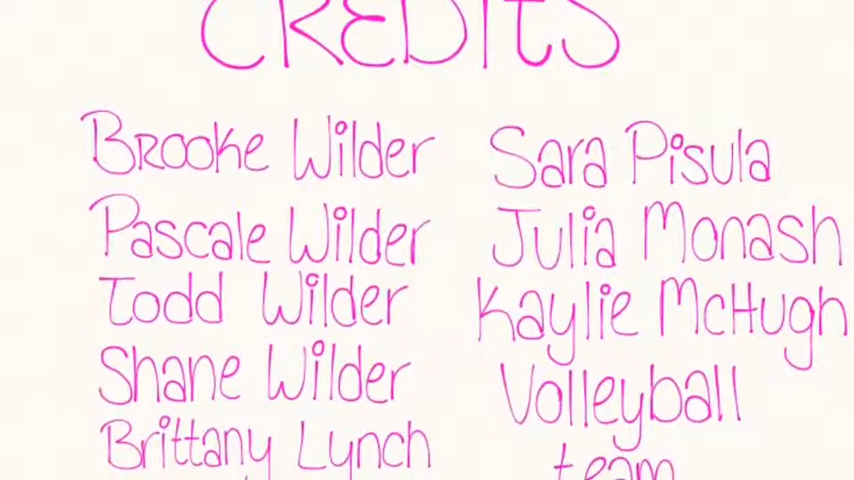 CREDITS
Brooke Wilder
Pascale Wilder
Todd Wilder
Shane Wilder
Brittany Lynch
Sara Pisula
Julia Monash
Kaylie McHugh
Volleyball
team